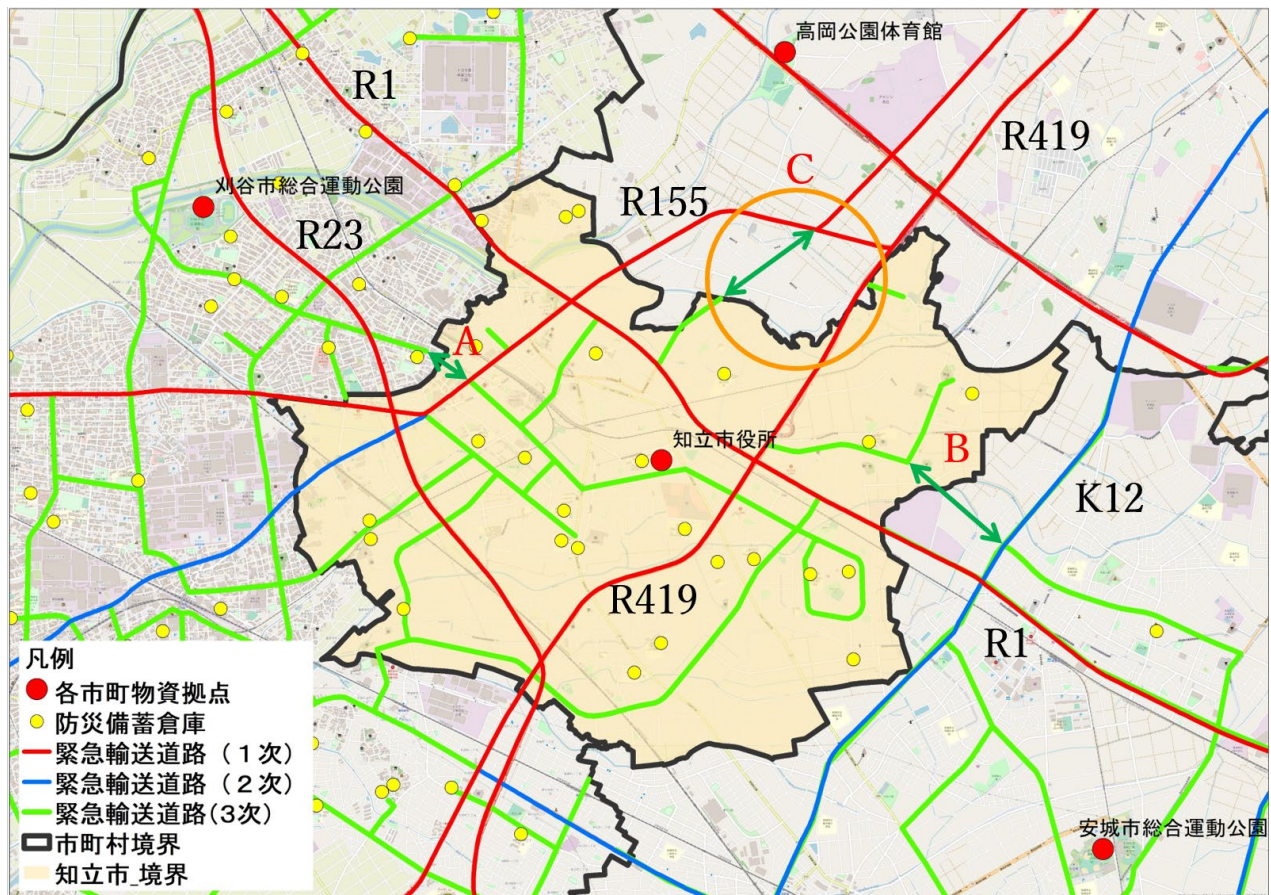 高岡公園体育館
R1
R419
C
刈谷市総合運動公園
R155
R23
A
知立市役所
B
K12
R419
R1
凡例
各市町物資拠点
防災備蓄倉庫
緊急輸送道路（１次）
緊急輸送道路（２次）
緊急輸送道路(３次)
市町村境界
知立市_境界
安城市総合運動公園